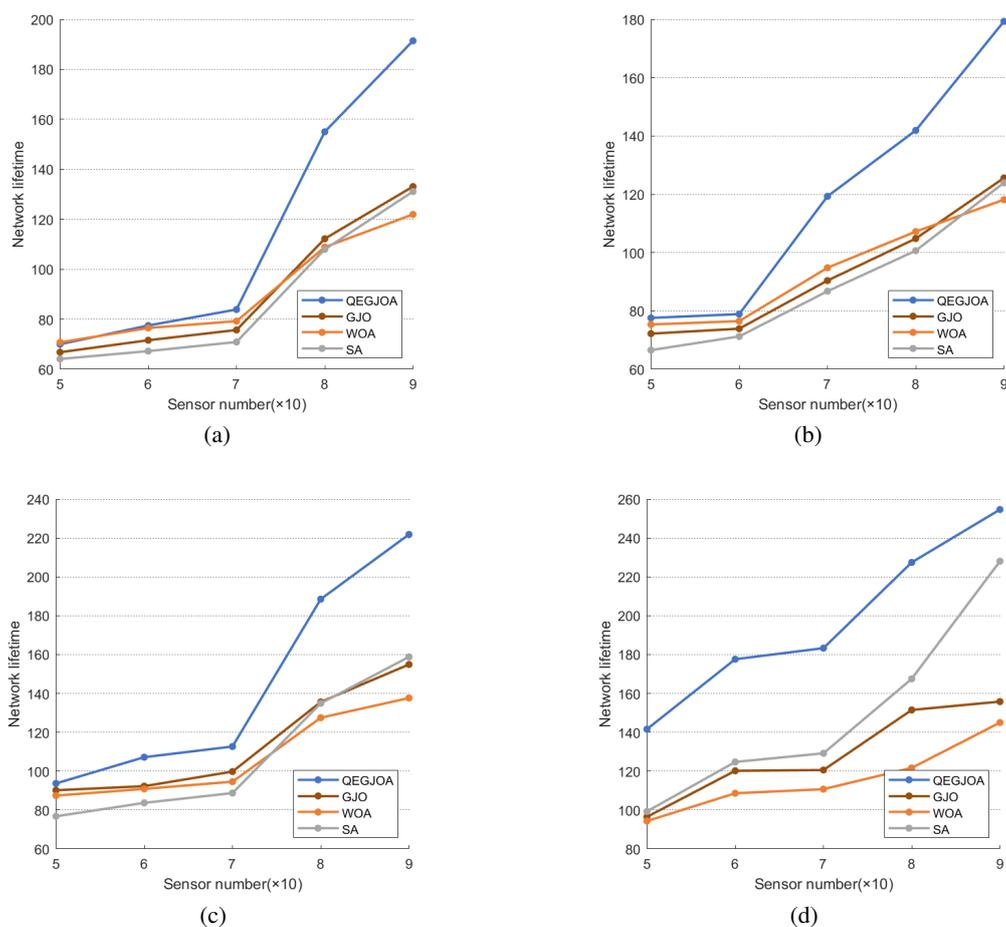 200
180
160
140
120
100
80
60
Network lifetime
5 6 7 8 9
Sensor number(×10)
QEGJOA
GJO
WOA
SA
(a)
180
160
140
120
100
80
60
Network lifetime
5 6 7 8 9
Sensor number(×10)
QEGJOA
GJO
WOA
SA
(b)
240
220
200
180
160
140
120
100
80
60
Network lifetime
5 6 7 8 9
Sensor number(×10)
QEGJOA
GJO
WOA
SA
(c)
260
240
220
200
180
160
140
120
100
80
Network lifetime
5 6 7 8 9
Sensor number(×10)
QEGJOA
GJO
WOA
SA
(d)